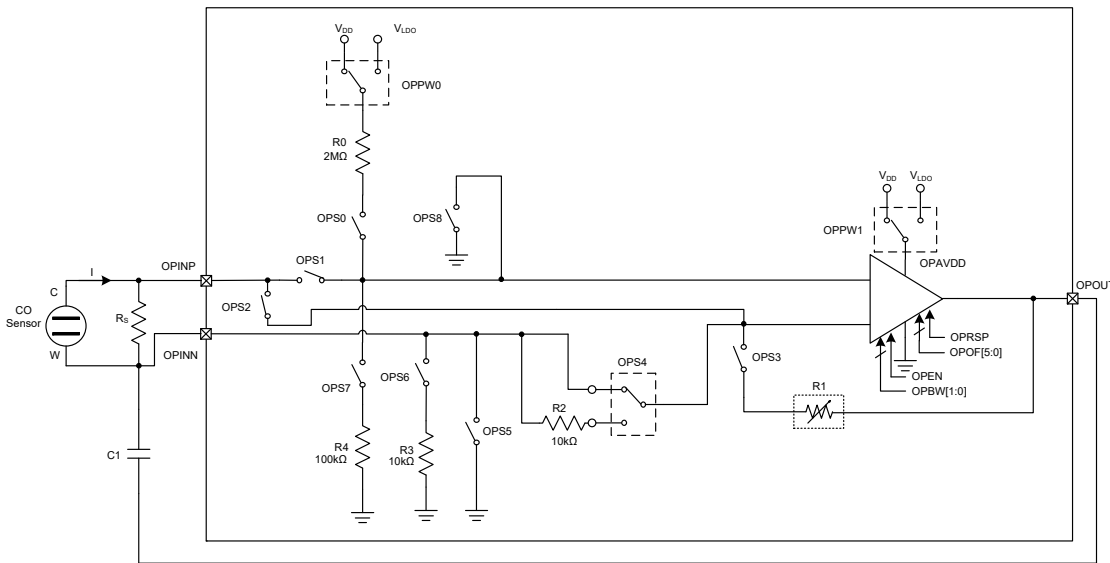 VDD
VLDO
OPPW0
R0
2MΩ
OPS0
OPS8
VDD
VLDO
OPPW1
OPAVDD
OPINP
OPS1
I
C
CO
Sensor
W
RS
OPS2
OPINN
OPOUT
OPRSP
OPOF[5:0]
OPEN
OPBW[1:0]
OPS3
OPS4
OPS7
OPS6
OPS5
R1
R2
10kΩ
R4
100kΩ
R3
10kΩ
C1